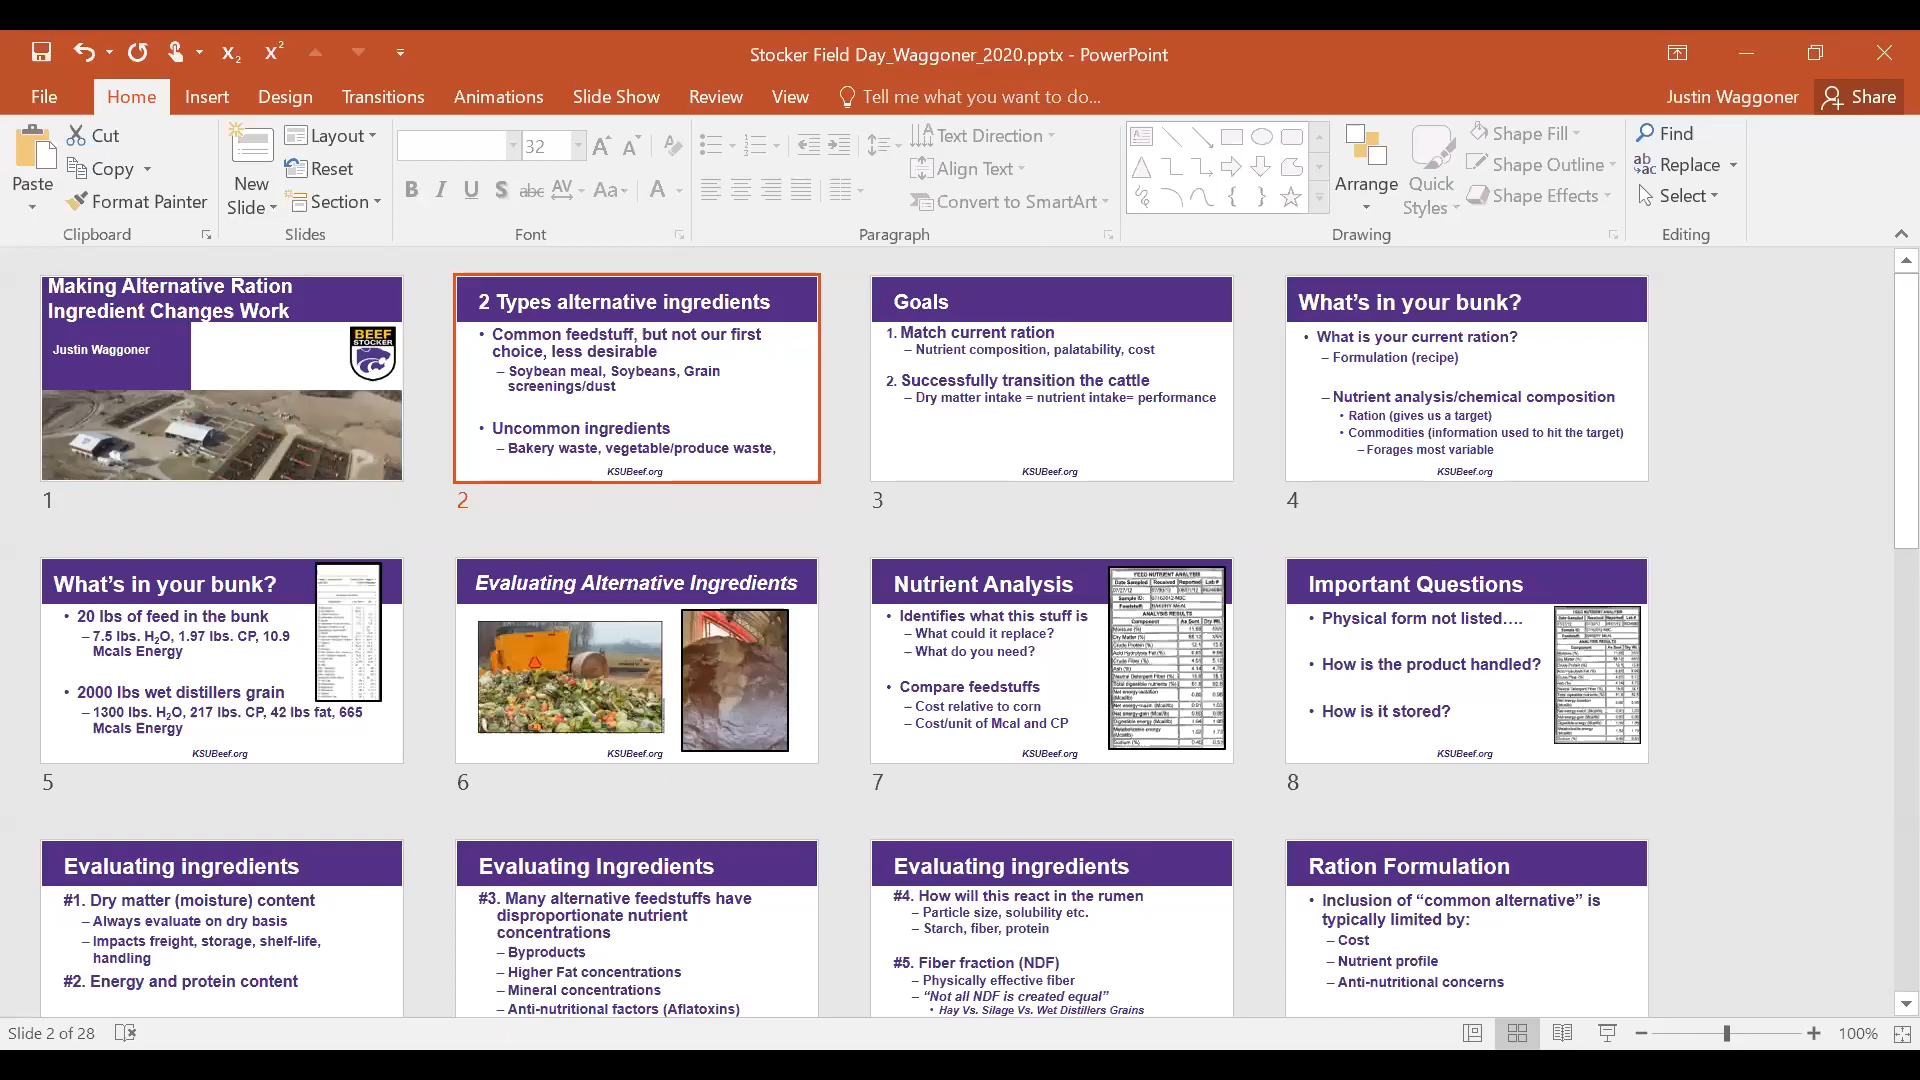 Stocker Field Day_Waggoner_2020.pptx - PowerPoint
File Home Insert Design Transitions Animations Slide Show Review View Tell me what you want to do... Justin Waggoner Share
Paste
Cut
Copy
Format Painter
Clipboard
New Slide
Layout
Reset
Section
Slides
32
Font
Text Direction
Align Text
Convert to SmartArt
Paragraph
Arrange
Quick Styles
Shape Fill
Shape Outline
Shape Effects
Drawing
Find
Replace
Select
Editing
Making Alternative Ration
Ingredient Changes Work
Justin Waggoner
BEEF
STOCKER
1
2 Types alternative ingredients
• Common feedstuff, but not our first
choice, less desirable
– Soybean meal, Soybeans, Grain
screenings/dust
• Uncommon ingredients
– Bakery waste, vegetable/produce waste,
KSUBeef.org
2
Goals
1. Match current ration
– Nutrient composition, palatability, cost
2. Successfully transition the cattle
– Dry matter intake = nutrient intake= performance
KSUBeef.org
3
What's in your bunk?
• What is your current ration?
– Formulation (recipe)
– Nutrient analysis/chemical composition
• Ration (gives us a target)
• Commodities (information used to hit the target)
– Forages most variable
KSUBeef.org
4
What's in your bunk?
• 20 lbs of feed in the bunk
– 7.5 lbs. H2O, 1.97 lbs. CP, 10.9
Mcals Energy
• 2000 lbs wet distillers grain
– 1300 lbs. H2O, 217 lbs. CP, 42 lbs fat, 665
Mcals Energy
KSUBeef.org
5
Evaluating Alternative Ingredients
KSUBeef.org
6
Nutrient Analysis
• Identifies what this stuff is
– What could it replace?
– What do you need?
• Compare feedstuffs
– Cost relative to corn
– Cost/unit of Mcal and CP
FEED NUTRIENT ANALYSIS
KSUBeef.org
7
Important Questions
• Physical form not listed....
• How is the product handled?
• How is it stored?
KSUBeef.org
8
Evaluating ingredients
#1. Dry matter (moisture) content
– Always evaluate on dry basis
– Impacts freight, storage, shelf-life,
handling
#2. Energy and protein content
Evaluating Ingredients
#3. Many alternative feedstuffs have
disproportionate nutrient
concentrations
– Byproducts
– Higher Fat concentrations
– Mineral concentrations
– Anti-nutritional factors (Aflatoxins)
Evaluating ingredients
#4. How will this react in the rumen
– Particle size, solubility etc.
– Starch, fiber, protein
#5. Fiber fraction (NDF)
– Physically effective fiber
– “Not all NDF is created equal”
• Hay Vs. Silage Vs. Wet Distillers Grains
Ration Formulation
• Inclusion of “common alternative” is
typically limited by:
– Cost
– Nutrient profile
– Anti-nutritional concerns
Slide 2 of 28
100%